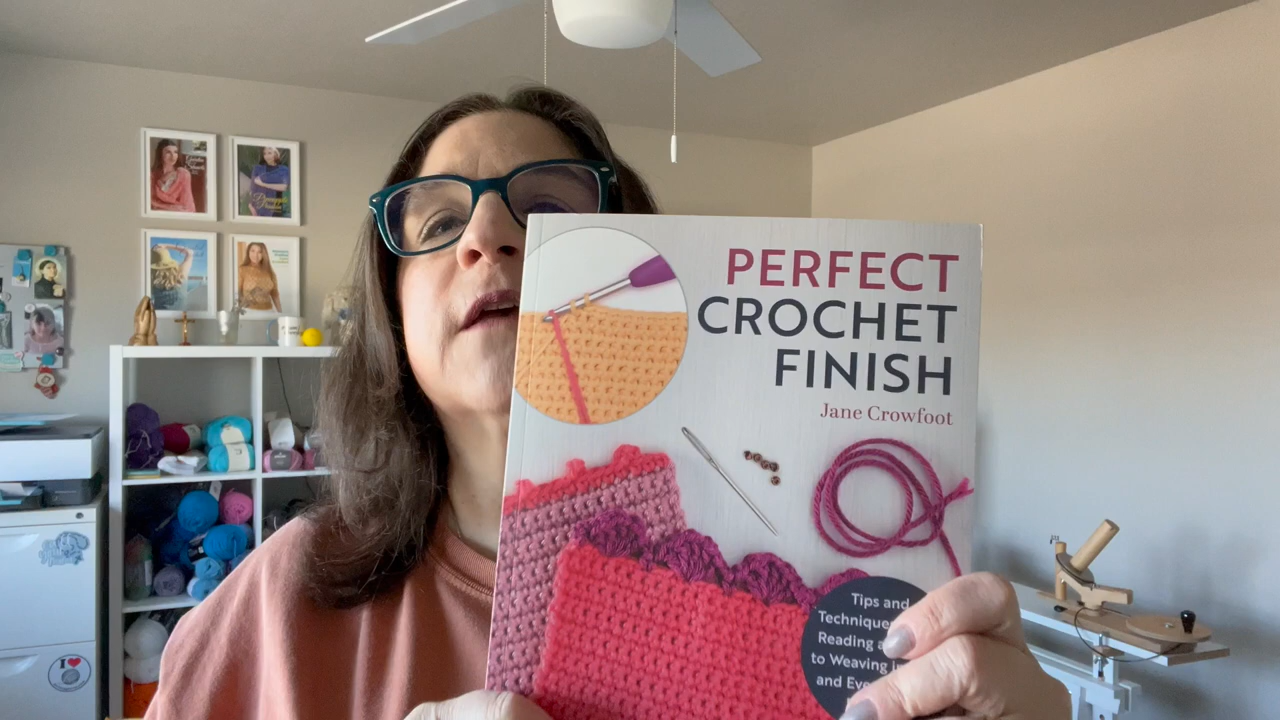 PERFECT
CROCHET
FINISH
Jane Crowfoot
Tips and
Technique
Reading a
to Weaving i
and Eve
I